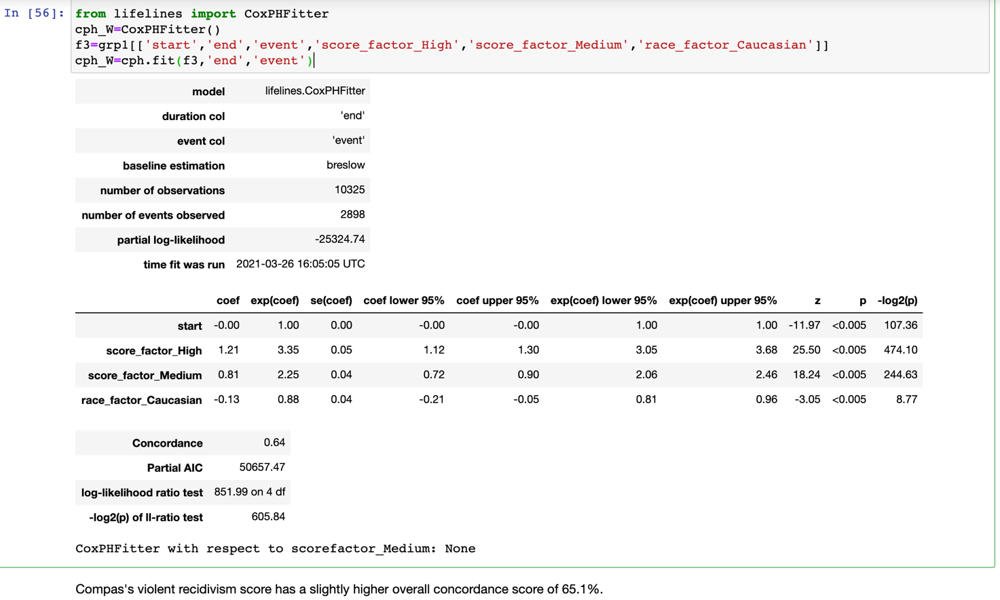 In [56]: from lifelines import CoxPHFitter
cph_W=CoxPHFitter()
f3=grp1[['start','end','event','score_factor_High','score_factor_Medium','race_factor_Caucasian']]
cph_W=cph.fit(f3,'end','event')
model lifelines.CoxPHFitter
duration col 'end'
event col 'event'
baseline estimation breslow
number of observations 10325
number of events observed 2898
partial log-likelihood -25324.74
time fit was run 2021-03-26 16:05:05 UTC
coef exp(coef) se(coef) coef lower 95% coef upper 95% exp(coef) lower 95% exp(coef) upper 95% z p -log2(p)
start -0.00 1.00 0.00 -0.00 -0.00 1.00 1.00 -11.97 <0.005 107.36
score_factor_High 1.21 3.35 0.05 1.12 1.30 3.05 3.68 25.50 <0.005 474.10
score_factor_Medium 0.81 2.25 0.04 0.72 0.90 2.06 2.46 18.24 <0.005 244.63
race_factor_Caucasian -0.13 0.88 0.04 -0.21 -0.05 0.81 0.96 -3.05 <0.005 8.77
Concordance 0.64
Partial AIC 50657.47
log-likelihood ratio test 851.99 on 4 df
-log2(p) of ll-ratio test 605.84
CoxPHFitter with respect to scorefactor_Medium: None
Compas's violent recidivism score has a slightly higher overall concordance score of 65.1%.